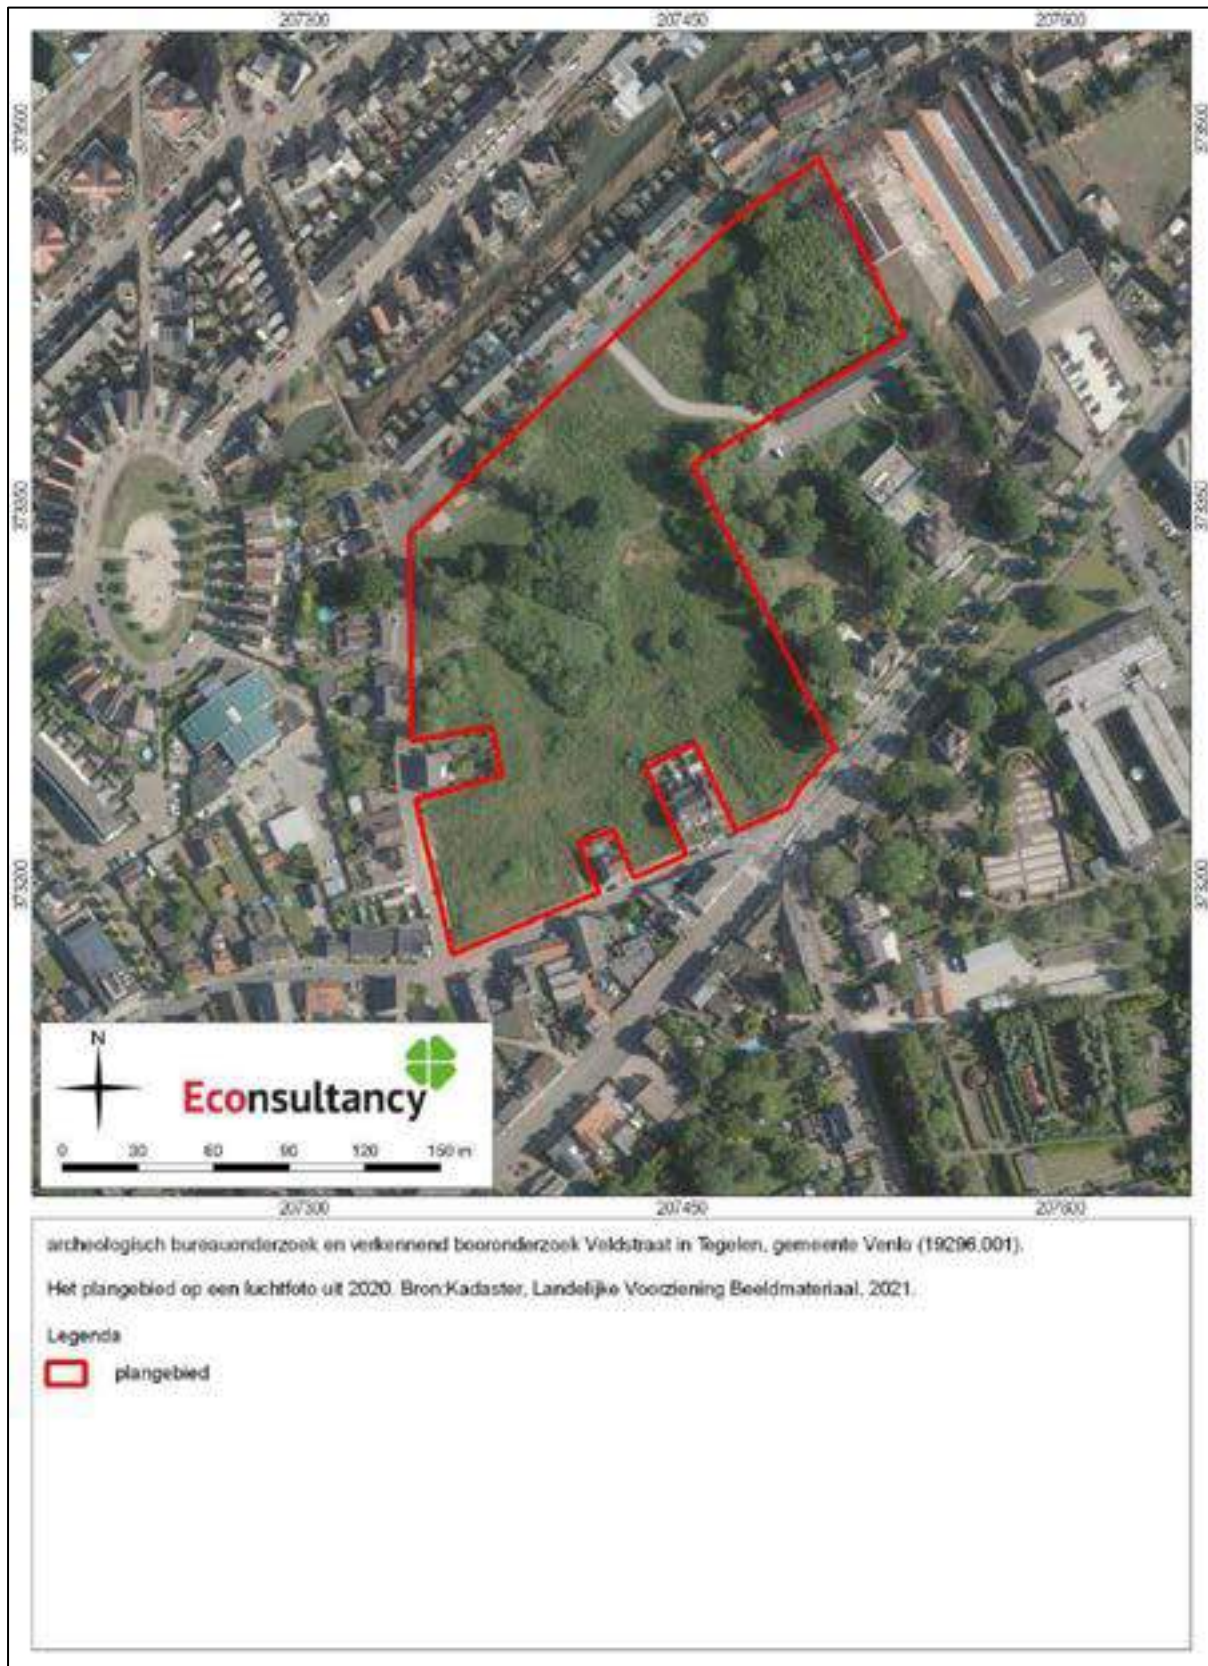 207300 207450 207600
373500 373500
373350 373350
373200 373200
N
Econsultancy
0 30 60 90 120 150 m
207300 207450 207600
archeologisch bureauonderzoek en verkennend booronderzoek Veldstraat in Tegelen, gemeente Venlo (19296.001).
Het plangebied op een luchtfoto uit 2020. Bron:Kadaster, Landelijke Voorziening Beeldmateriaal, 2021.
Legenda
plangebied